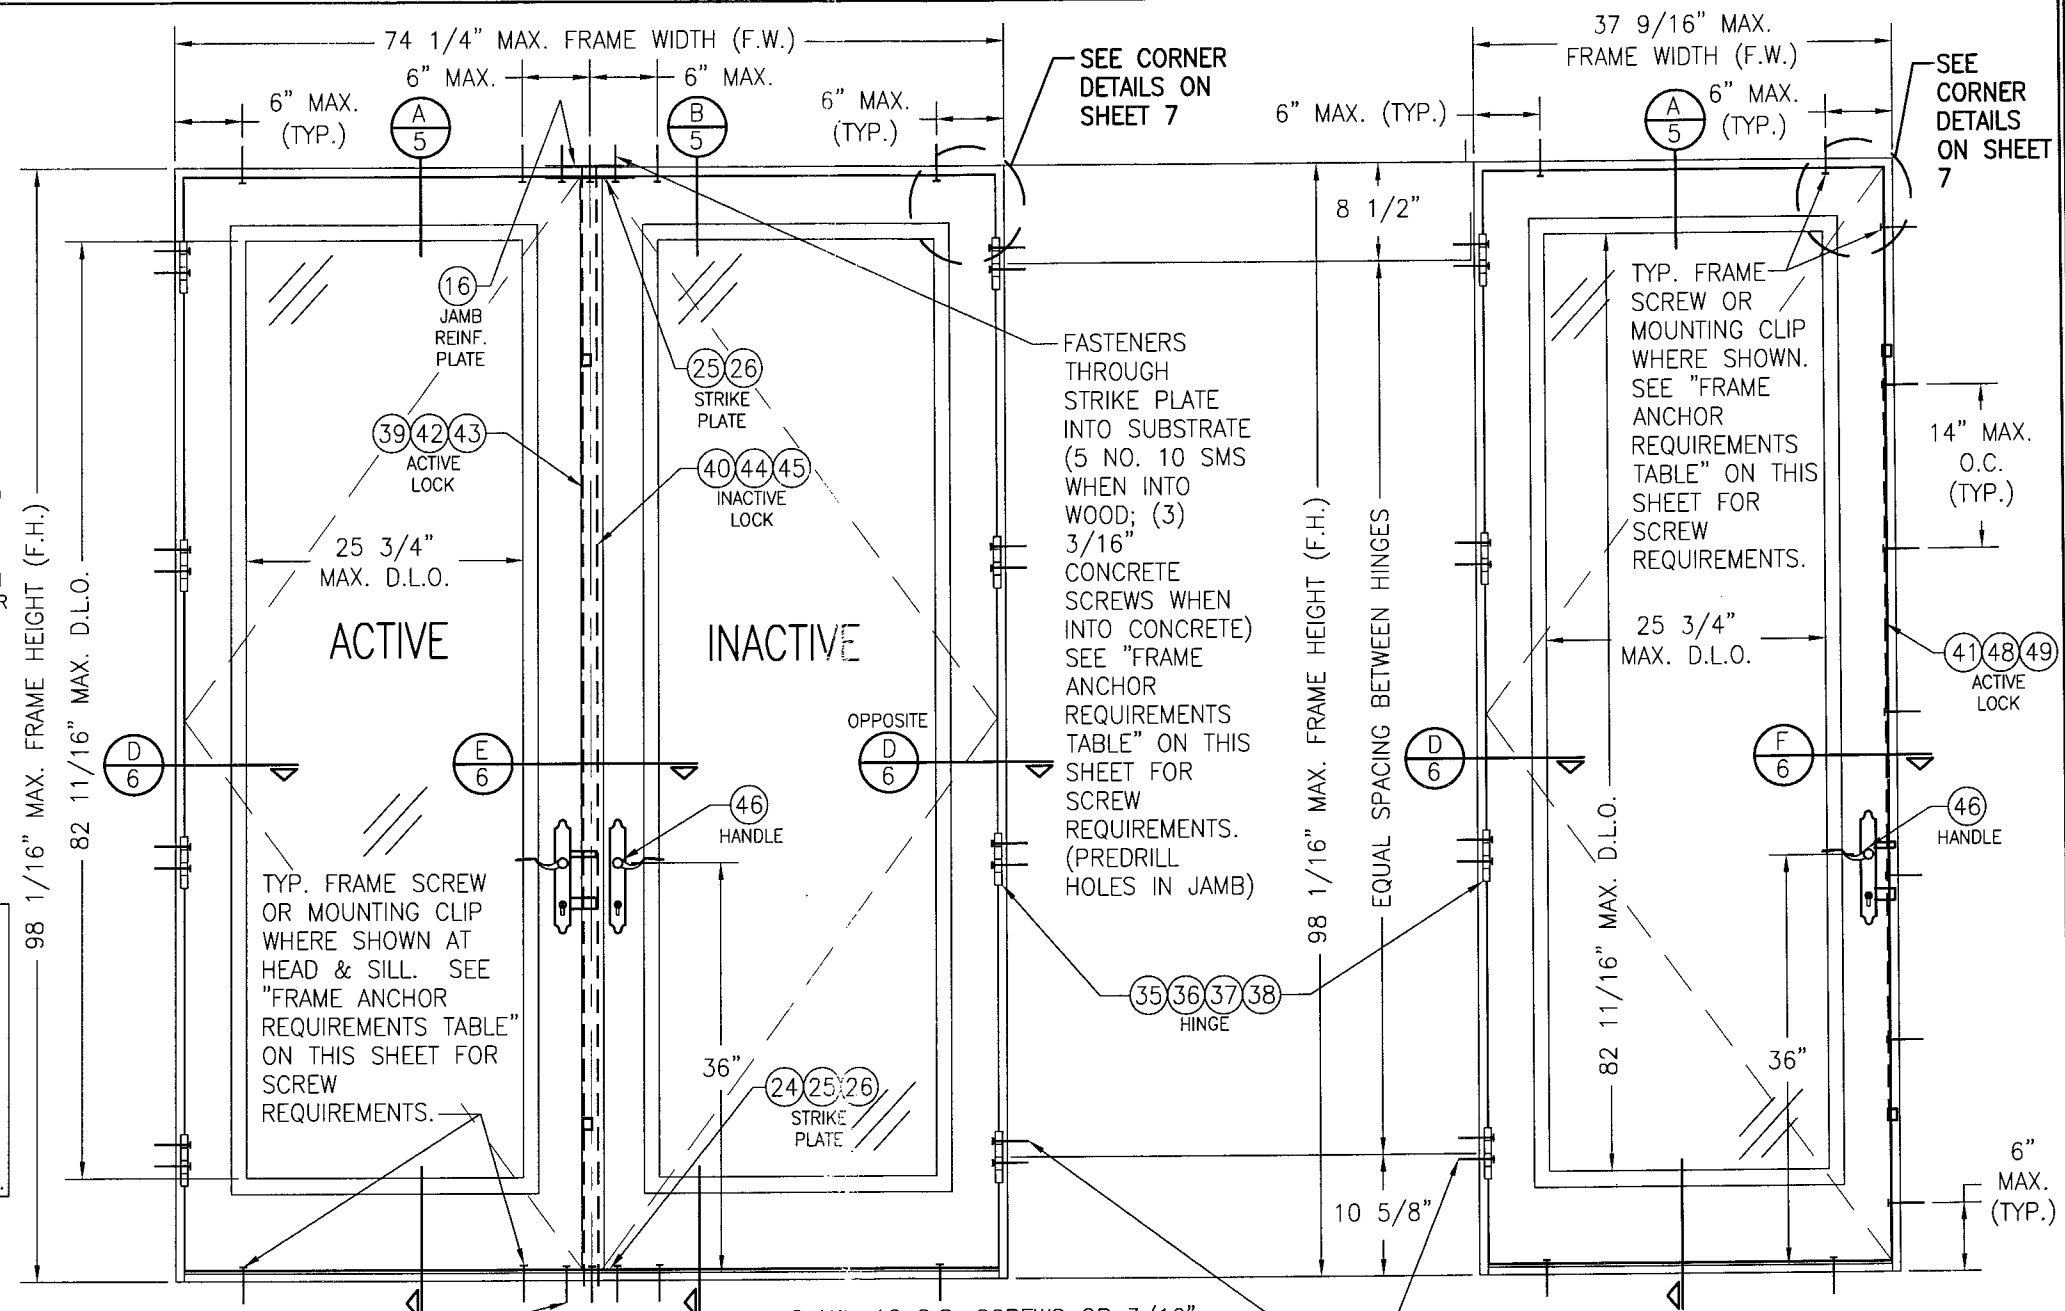 74 1/4" MAX. FRAME WIDTH (F.W.)
6" MAX.
6" MAX.
6" MAX.
(TYP.)
A
5
B
5
6" MAX.
(TYP.)
SEE CORNER
DETAILS ON
SHEET 7
37 9/16" MAX.
FRAME WIDTH (F.W.)
6" MAX. (TYP.)
A
5
6" MAX.
(TYP.)
SEE
CORNER
DETAILS
ON SHEET
7
98 1/16" MAX. FRAME HEIGHT (F.H.)
82 11/16" MAX. D.L.O.
16
JAMB
REINF.
PLATE
25 26
STRIKE
PLATE
39 42 43
ACTIVE
LOCK
40 44 45
INACTIVE
LOCK
25 3/4"
MAX. D.L.O.
ACTIVE
INACTIVE
OPPOSITE
D
6
E
6
D
6
46
HANDLE
TYP. FRAME SCREW
OR MOUNTING CLIP
WHERE SHOWN AT
HEAD & SILL. SEE
"FRAME ANCHOR
REQUIREMENTS TABLE"
ON THIS SHEET FOR
SCREW
REQUIREMENTS.
36"
24 25 26
STRIKE
PLATE
FASTENERS
THROUGH
STRIKE PLATE
INTO SUBSTRATE
(5 NO. 10 SMS
WHEN INTO
WOOD; (3)
3/16"
CONCRETE
SCREWS WHEN
INTO CONCRETE)
SEE "FRAME
ANCHOR
REQUIREMENTS
TABLE" ON THIS
SHEET FOR
SCREW
REQUIREMENTS.
(PREDRILL
HOLES IN JAMB)
35 36 37 38
HINGE
8 1/2"
98 1/16" MAX. FRAME HEIGHT (F.H.)
EQUAL SPACING BETWEEN HINGES
10 5/8"
TYP. FRAME
SCREW OR
MOUNTING CLIP
WHERE SHOWN.
SEE "FRAME
ANCHOR
REQUIREMENTS
TABLE" ON THIS
SHEET FOR
SCREW
REQUIREMENTS.
14" MAX.
O.C.
(TYP.)
25 3/4"
MAX. D.L.O.
41 48 49
ACTIVE
LOCK
D
6
F
6
46
HANDLE
82 11/16" MAX. D.L.O.
36"
6"
MAX.
(TYP.)